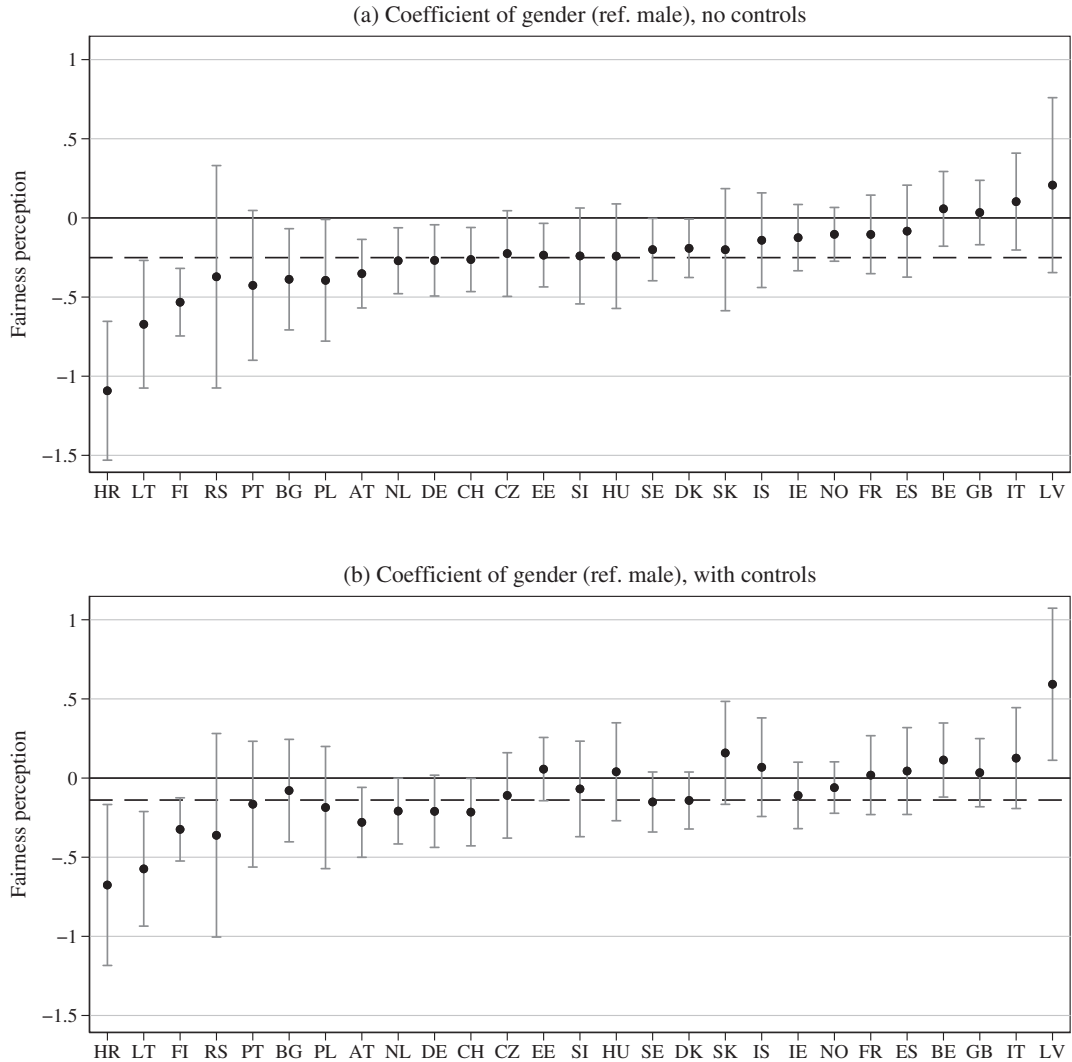 (a) Coefficient of gender (ref. male), no controls
1
.5
0
−.5
−1
−1.5
Fairness perception
HR LT FI RS PT BG PL AT NL DE CH CZ EE SI HU SE DK SK IS IE NO FR ES BE GB IT LV
(b) Coefficient of gender (ref. male), with controls
1
.5
0
−.5
−1
−1.5
Fairness perception
HR LT FI RS PT BG PL AT NL DE CH CZ EE SI HU SE DK SK IS IE NO FR ES BE GB IT LV